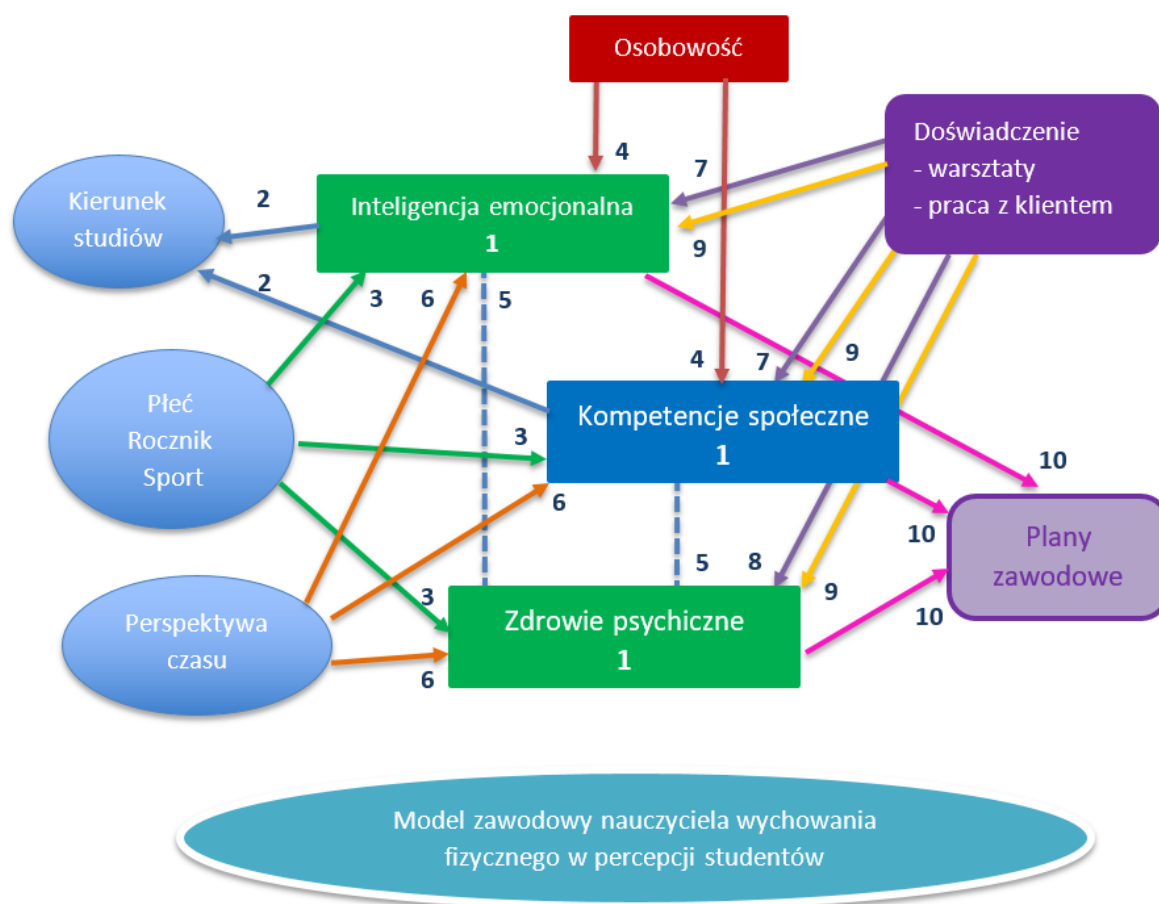 Osobowość
Doświadczenie
- warsztaty
- praca z klientem
4
7
Kierunek
studiów
2
Inteligencja emocjonalna
1
9
2
3
6
5
4
7
9
Płeć
Rocznik
Sport
3
Kompetencje społeczne
1
10
6
10
Plany
zawodowe
5
8
9
10
3
Perspektywa
czasu
6
Zdrowie psychiczne
1
Model zawodowy nauczyciela wychowania
fizycznego w percepcji studentów